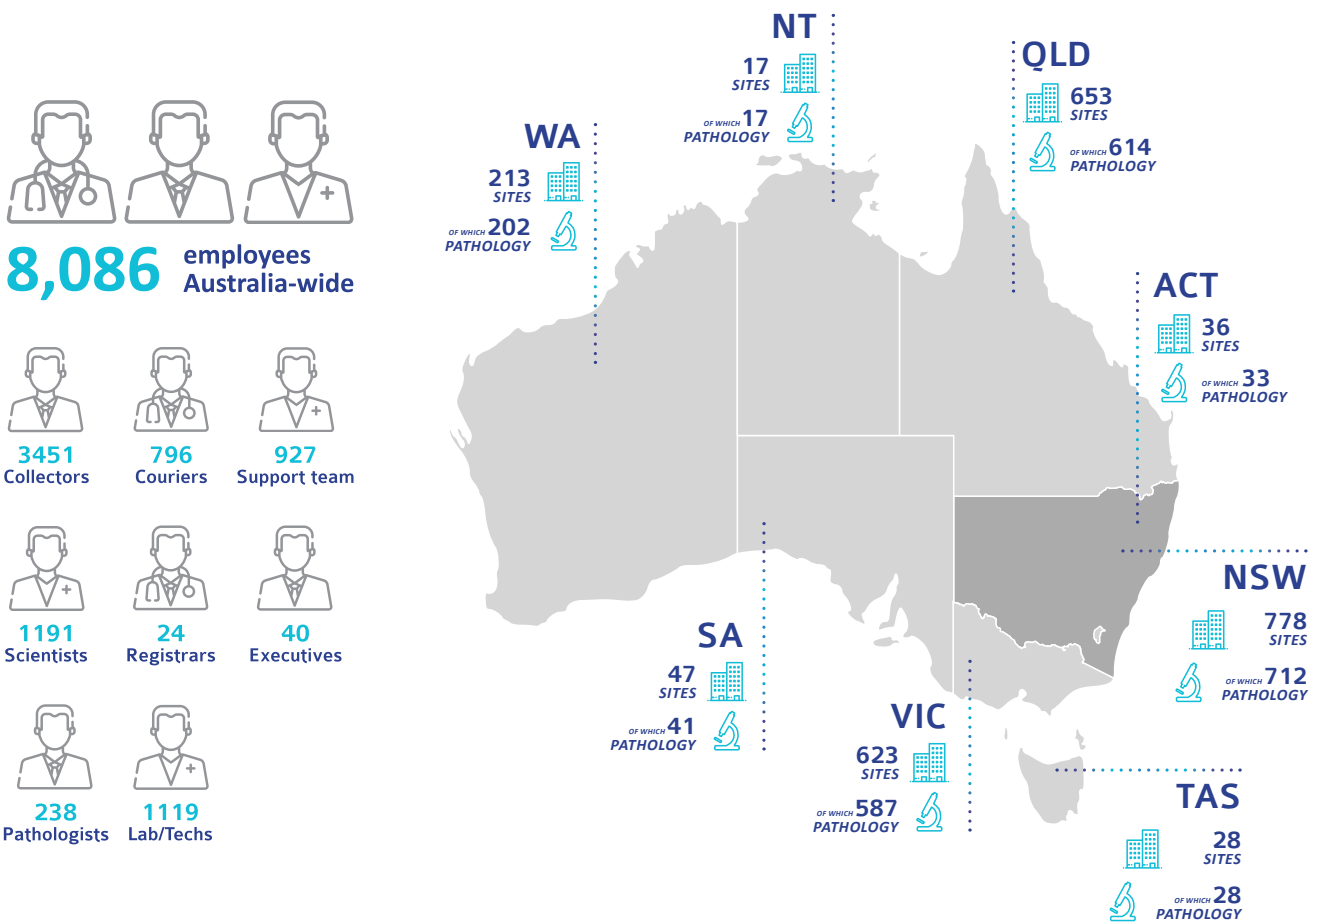 8,086 employees
Australia-wide
3451
Collectors
796
Couriers
927
Support team
1191
Scientists
24
Registrars
40
Executives
238
Pathologists
1119
Lab/Techs
NT
17
SITES
OF WHICH 17
PATHOLOGY
QLD
653
SITES
OF WHICH 614
PATHOLOGY
WA
213
SITES
OF WHICH 202
PATHOLOGY
ACT
36
SITES
OF WHICH 33
PATHOLOGY
NSW
778
SITES
OF WHICH 712
PATHOLOGY
SA
47
SITES
OF WHICH 41
PATHOLOGY
VIC
623
SITES
OF WHICH 587
PATHOLOGY
TAS
28
SITES
OF WHICH 28
PATHOLOGY